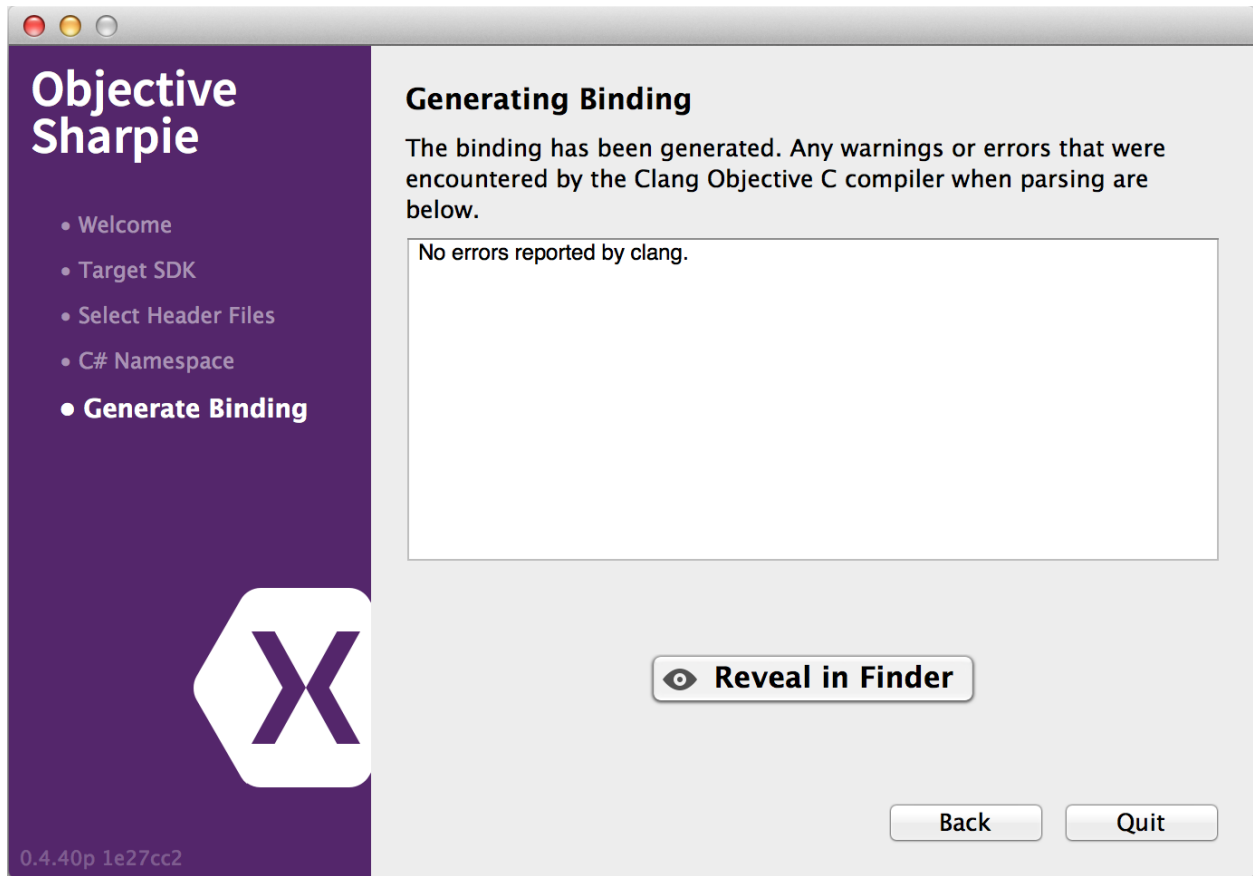 Objective
Sharpie
• Welcome
• Target SDK
• Select Header Files
• C# Namespace
• Generate Binding
0.4.40p 1e27cc2
Generating Binding
The binding has been generated. Any warnings or errors that were
encountered by the Clang Objective C compiler when parsing are
below.
No errors reported by clang.
Reveal in Finder
Back
Quit